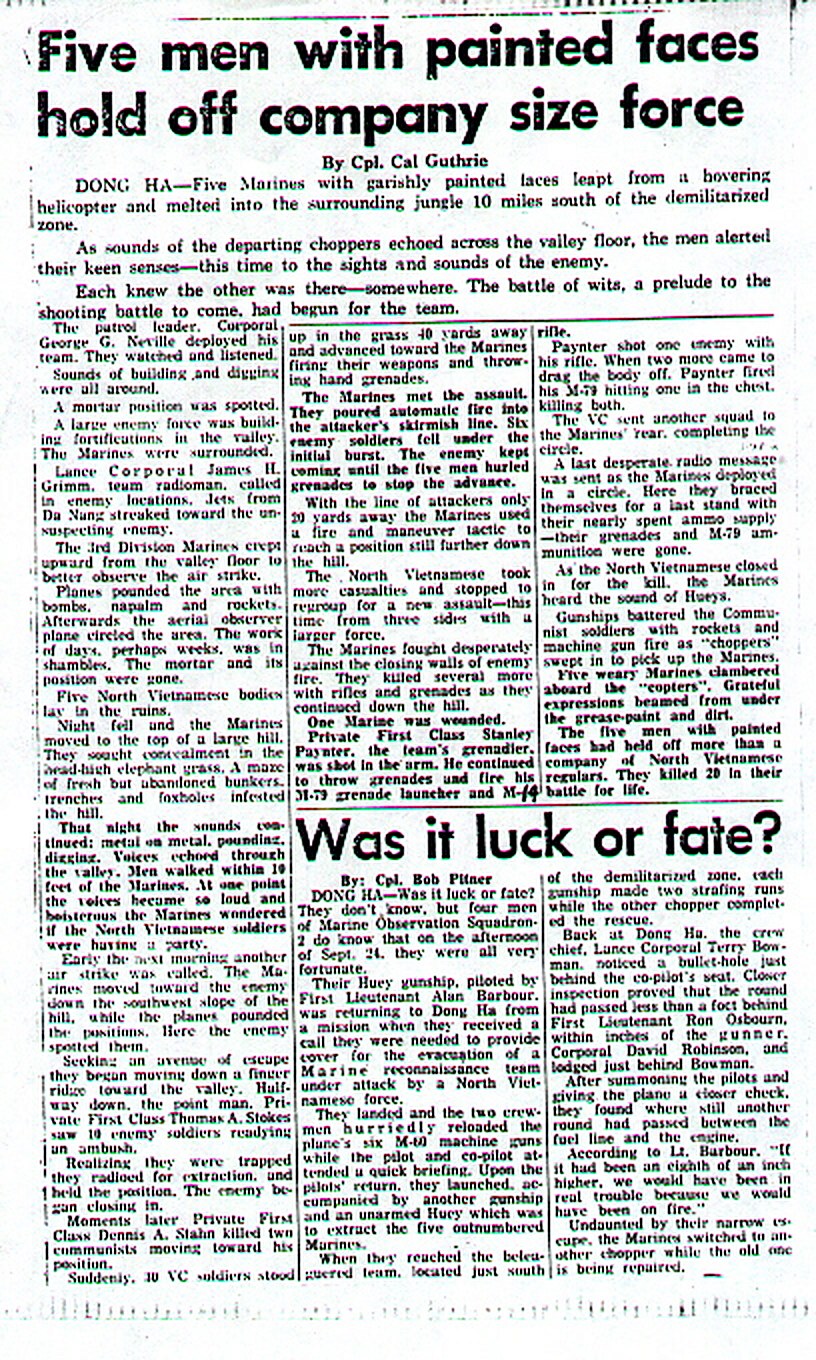 Five men with painted faces
hold off company size force
By Cpl. Cal Guthrie
DONG HA—Five Marines with garishly painted faces leapt from a hovering
helicopter and melted into the surrounding jungle 10 miles south of the demilitarized
zone.
As sounds of the departing choppers echoed across the valley floor, the men alerted
their keen senses—this time to the sights and sounds of the enemy.
Each knew the other was there—somewhere. The battle of wits, a prelude to the
shooting battle to come, had begun for the team.
The patrol leader, Corporal
George G. Neville deployed his
team. They watched and listened.
Sounds of building and digging
were all around.
A mortar position was spotted.
A large enemy force was build-
ing fortifications in the valley.
The Marines were surrounded.
Lance Corporal James H.
Grimm, team radioman, called
in enemy locations. Jets from
Da Nang streaked toward the un-
suspecting enemy.
The 3rd Division Marines crept
upward from the valley floor to
better observe the air strike.
Planes pounded the area with
bombs, napalm and rockets.
Afterwards the aerial observer
plane circled the area. The work
of days, perhaps weeks, was in
shambles. The mortar and its
position were gone.
Five North Vietnamese bodies
lay in the ruins.
Night fell and the Marines
moved to the top of a large hill.
They sought concealment in the
head-high elephant grass. A maze
of fresh but abandoned bunkers,
trenches and foxholes infested
the hill.
That night the sounds con-
tinued; metal on metal, pounding,
digging. Voices echoed through
the valley. Men walked within 10
feet of the Marines. At one point
the voices became so loud and
boisterous the Marines wondered
if the North Vietnamese soldiers
were having a party.
Early the next morning another
air strike was called. The Ma-
rines moved toward the enemy
down the southwest slope of the
hill, while the planes pounded
the positions. Here the enemy
spotted them.
Seeking an avenue of escape
they began moving down a finger
ridge toward the valley. Half-
way down, the point man, Pri-
vate First Class Thomas A. Stokes
saw 10 enemy soldiers readying
an ambush.
Realizing they were trapped
they radioed for extraction, and
held the position. The enemy be-
gan closing in.
Moments later Private First
Class Dennis A. Stahn killed two
communists moving toward his
position.
Suddenly, 30 VC soldiers stood
up in the grass 40 yards away
and advanced toward the Marines
firing their weapons and throw-
ing hand grenades.
The Marines met the assault.
They poured automatic fire into
the attacker's skirmish line. Six
enemy soldiers fell under the
initial burst. The enemy kept
coming until the five men hurled
grenades to stop the advance.
With the line of attackers only
20 yards away the Marines used
a fire and maneuver tactic to
reach a position still further down
the hill.
The North Vietnamese took
more casualties and stopped to
regroup for a new assault—this
time from three sides with a
larger force.
The Marines fought desperately
against the closing walls of enemy
fire. They killed several more
with rifles and grenades as they
continued down the hill.
One Marine was wounded.
Private First Class Stanley
Paynter, the team's grenadier,
was shot in the arm. He continued
to throw grenades and fire his
M-79 grenade launcher and M-14
rifle.
Paynter shot one enemy with
his rifle. When two more came to
drag the body off, Paynter fired
his M-79 hitting one in the chest,
killing both.
The VC sent another squad to
the Marines' rear, completing the
circle.
A last desperate radio message
was sent as the Marines deployed
in a circle. Here they braced
themselves for a last stand with
their nearly spent ammo supply
—their grenades and M-79 am-
munition were gone.
As the North Vietnamese closed
in for the kill, the Marines
heard the sound of Hueys.
Gunships battered the Commu-
nist soldiers with rockets and
machine gun fire as "choppers"
swept in to pick up the Marines.
Five weary Marines clambered
aboard the "copters". Grateful
expressions beamed from under
the grease-paint and dirt.
The five men with painted
faces had held off more than a
company of North Vietnamese
regulars. They killed 20 in their
battle for life.
Was it luck or fate?
By: Cpl. Bob Pitner
DONG HA—Was it luck or fate?
They don't know, but four men
of Marine Observation Squadron-
2 do know that on the afternoon
of Sept. 24, they were all very
fortunate.
Their Huey gunship, piloted by
First Lieutenant Alan Barbour,
was returning to Dong Ha from
a mission when they received a
call they were needed to provide
cover for the evacuation of a
Marine reconnaissance team
under attack by a North Viet-
namese force.
They landed and the two crew-
men hurriedly reloaded the
plane's six M-60 machine guns
while the pilot and co-pilot at-
tended a quick briefing. Upon the
pilots' return, they launched, ac-
companied by another gunship
and an unarmed Huey which was
to extract the five outnumbered
Marines.
When they reached the belea-
guered team, located just south
of the demilitarized zone, each
gunship made two strafing runs
while the other chopper complet-
ed the rescue.
Back at Dong Ha, the crew
chief, Lance Corporal Terry Bow-
man, noticed a bullet-hole just
behind the co-pilot's seat. Closer
inspection proved that the round
had passed less than a foot behind
First Lieutenant Ron Osbourn,
within inches of the gunner,
Corporal David Robinson, and
lodged just behind Bowman.
After summoning the pilots and
giving the plane a closer check,
they found where still another
round had passed between the
fuel line and the engine.
According to Lt. Barbour, "If
it had been an eighth of an inch
higher, we would have been in
real trouble because we would
have been on fire."
Undaunted by their narrow es-
cape, the Marines switched to an-
other chopper while the old one
is being repaired.